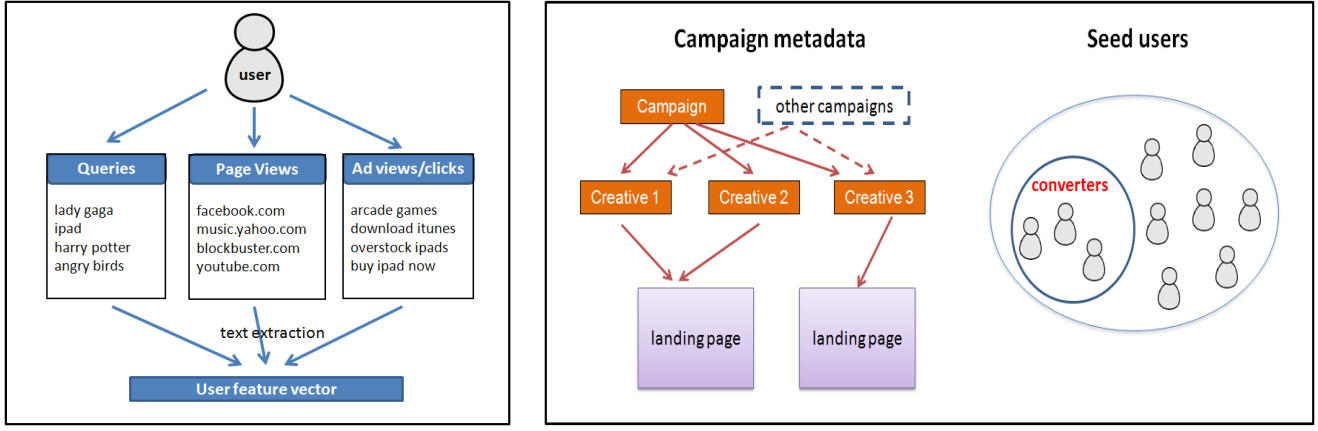 user
Queries
lady gaga
ipad
harry potter
angry birds
Page Views
facebook.com
music.yahoo.com
blockbuster.com
youtube.com
Ad views/clicks
arcade games
download itunes
overstock ipads
buy ipad now
text extraction
User feature vector
Campaign metadata
Campaign
other campaigns
Creative 1
Creative 2
Creative 3
landing page
landing page
Seed users
converters